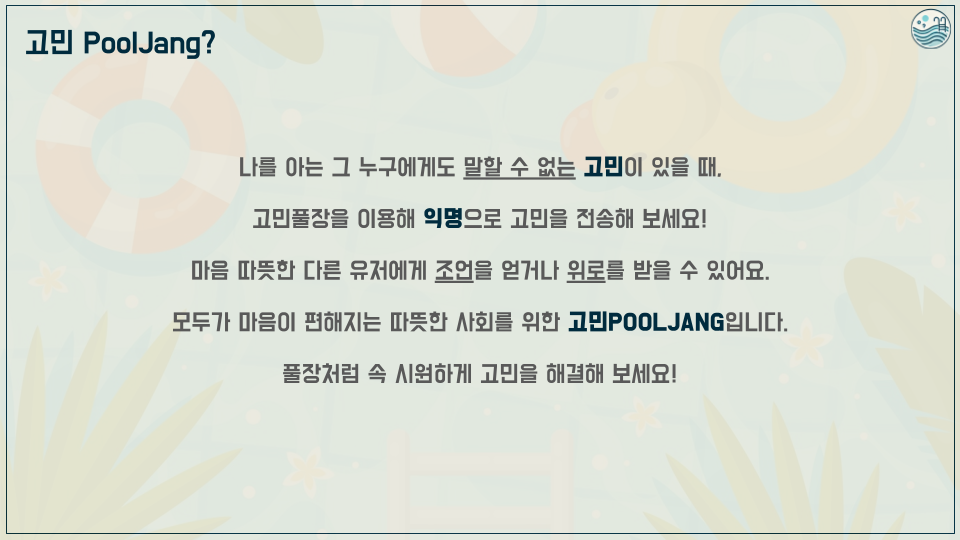 고민 PoolJang?
나를 아는 그 누구에게도 말할 수 없는 고민이 있을 때,
고민풀장을 이용해 익명으로 고민을 전송해 보세요!
마음 따뜻한 다른 유저에게 조언을 얻거나 위로를 받을 수 있어요.
모두가 마음이 편해지는 따뜻한 사회를 위한 고민POOLJANG입니다.
풀장처럼 속 시원하게 고민을 해결해 보세요!